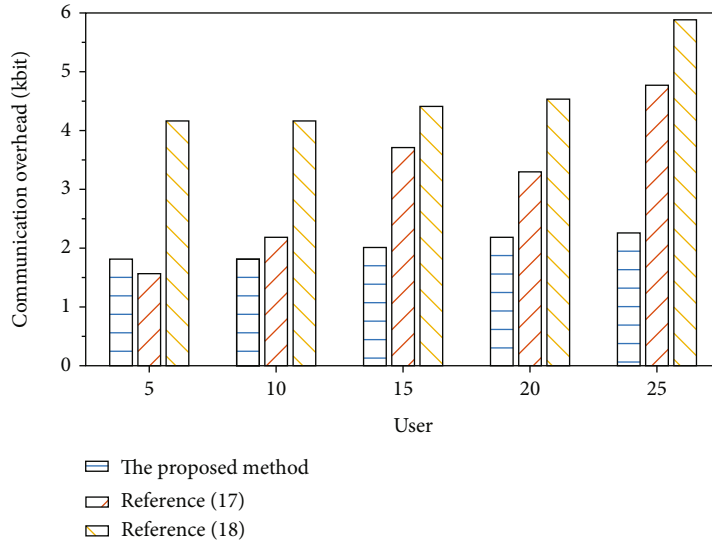 Communication overhead (kbit)
6
5
4
3
2
1
0
5 10 15 20 25
User
The proposed method
Reference (17)
Reference (18)